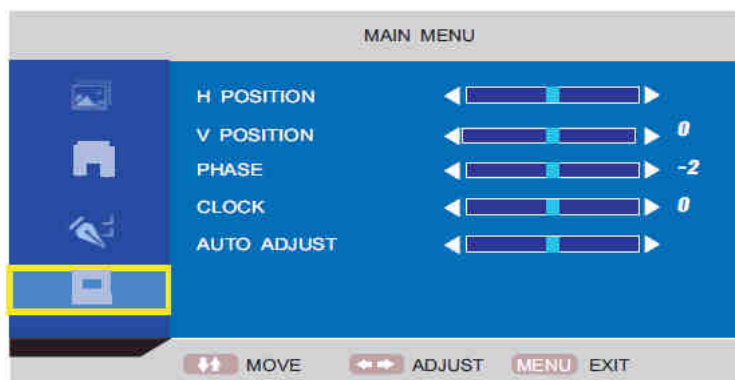 MAIN MENU
H POSITION
V POSITION 0
PHASE -2
CLOCK 0
AUTO ADJUST
MOVE ADJUST MENU EXIT